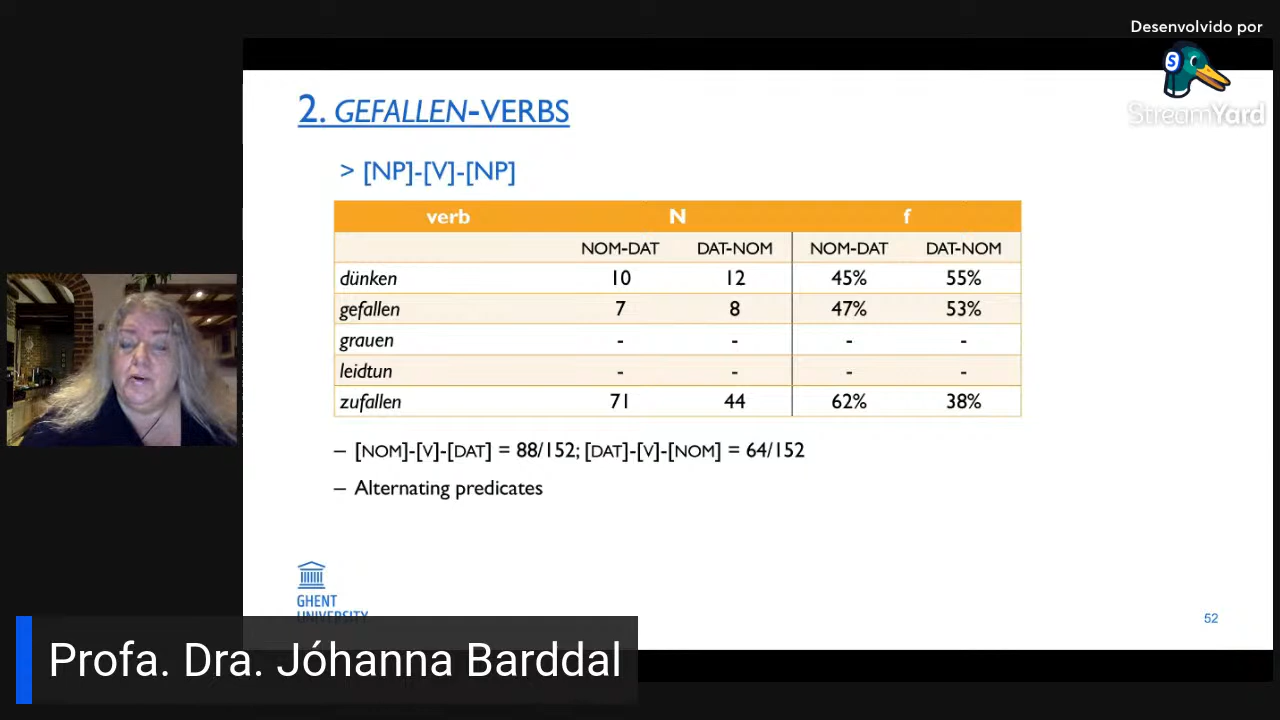 Desenvolvido por
S
StreamYard
2. GEFALLEN-VERBS
> [NP]-[V]-[NP]
verb N f
NOM-DAT DAT-NOM NOM-DAT DAT-NOM
dünken 10 12 45% 55%
gefallen 7 8 47% 53%
grauen - - - -
leidtun - - - -
zufallen 71 44 62% 38%
– [NOM]-[V]-[DAT] = 88/152; [DAT]-[V]-[NOM] = 64/152
– Alternating predicates
GHENT
UNIVERSITY
52
Profa. Dra. Jóhanna Barddal